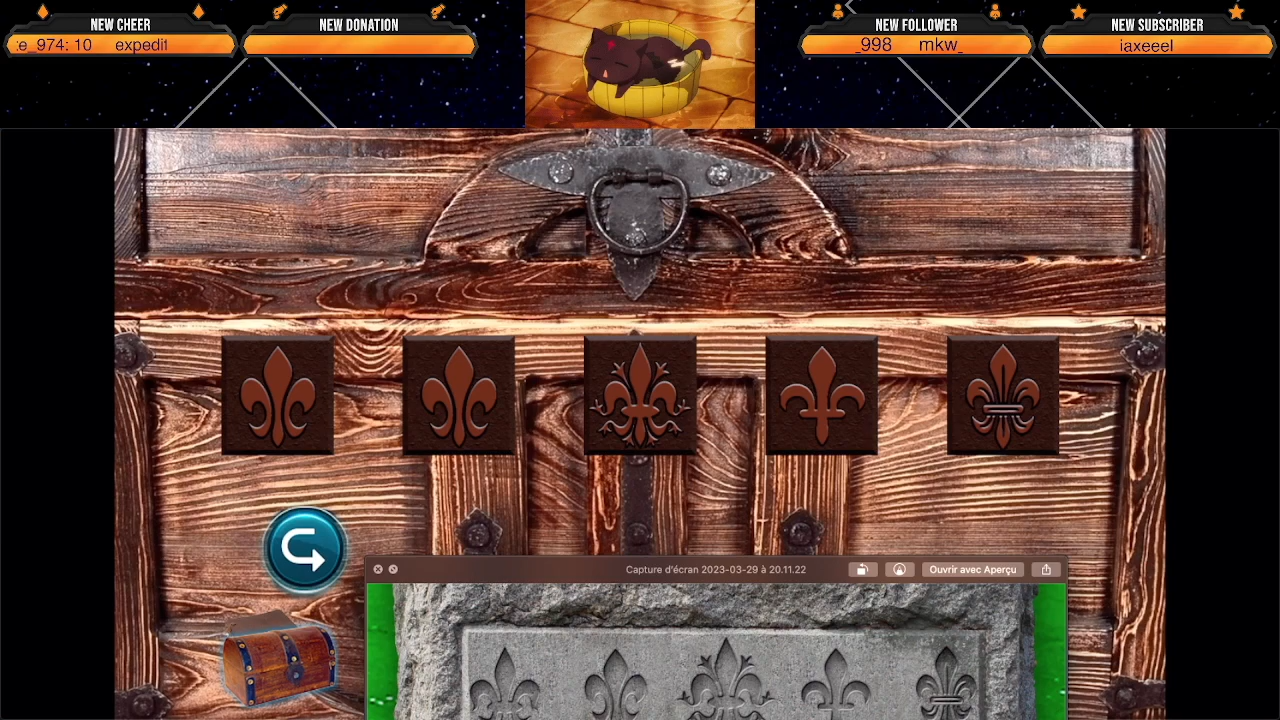 NEW CHEER
NEW DONATION
NEW FOLLOWER
NEW SUBSCRIBER
e_974: 10 expedit
_998 mkw_
iaxeeel
Capture d'écran 2023-03-29 à 20.11.22
Ouvrir avec Aperçu